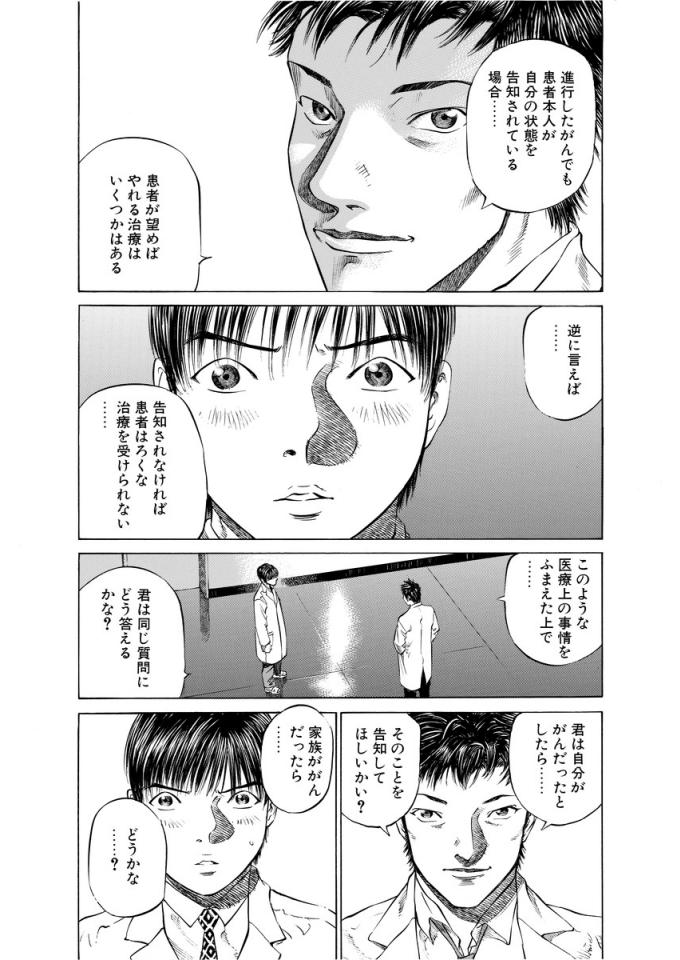 進行したがんでも
患者本人が
自分の状態を
告知されている
場合……
患者が望めば
やれる治療は
いくつかはある
逆に言えば
……
告知されなければ
患者はろくな
治療を受けられない
……
このような
医療上の事情を
ふまえた上で
……
君は同じ質問に
どう答える
かな？
君は自分が
がんだったと
したら……
そのことを
告知して
ほしいかい？
家族ががん
だったら
……
どうかな
……？